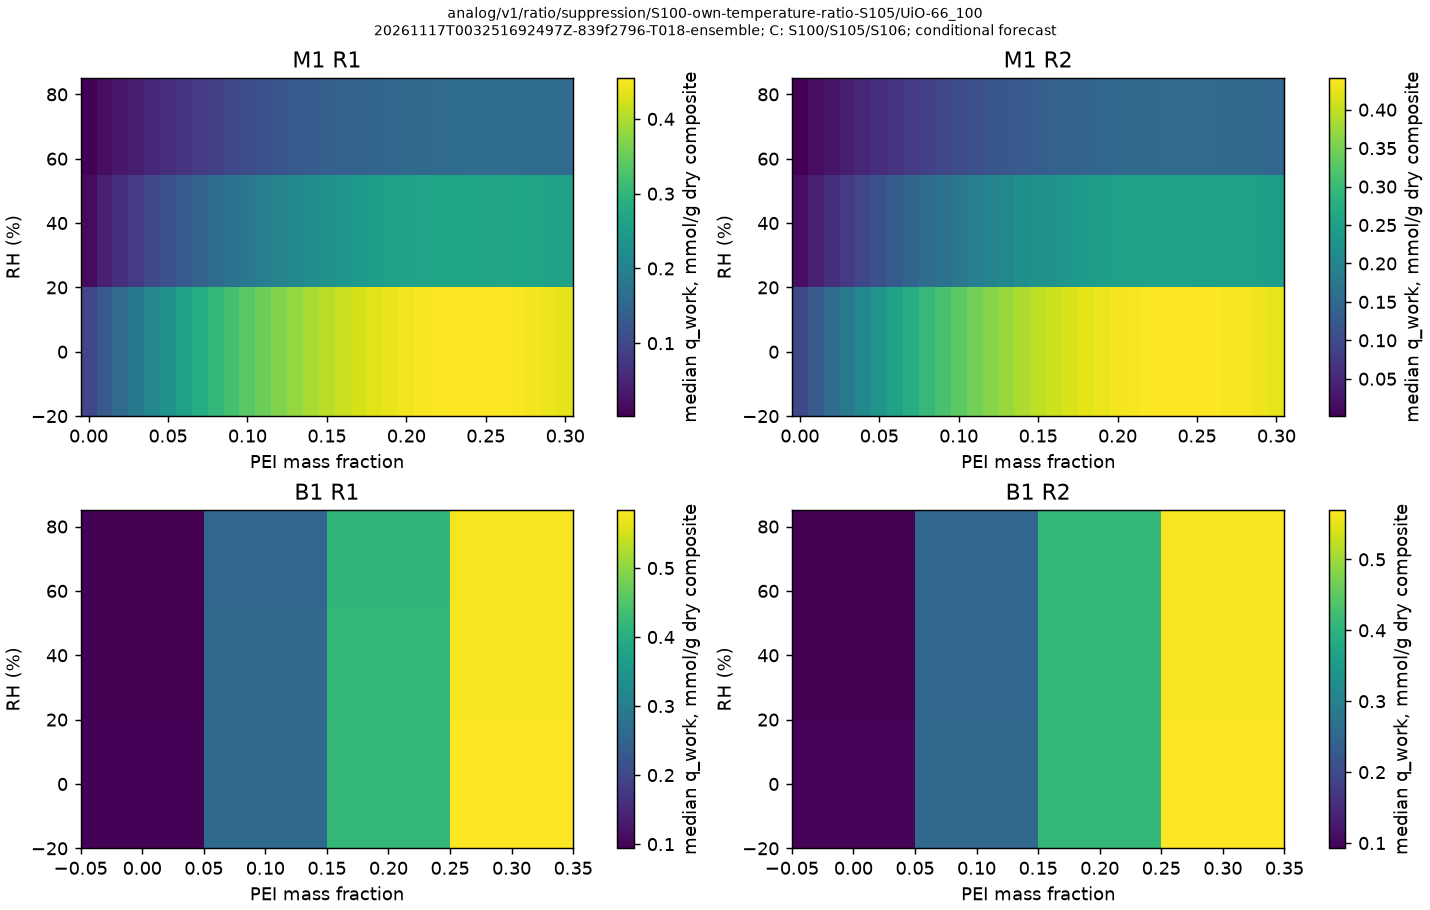 analog/v1/ratio/suppression/S100-own-temperature-ratio-S105/UiO-66_100
20261117T003251692497Z-839f2796-T018-ensemble; C: S100/S105/S106; conditional forecast
M1 R1
80
60
40
20
0
−20
RH (%)
0.00 0.05 0.10 0.15 0.20 0.25 0.30
PEI mass fraction
0.4
0.3
0.2
0.1
median q_work, mmol/g dry composite
M1 R2
80
60
40
20
0
−20
RH (%)
0.00 0.05 0.10 0.15 0.20 0.25 0.30
PEI mass fraction
0.40
0.35
0.30
0.25
0.20
0.15
0.10
0.05
median q_work, mmol/g dry composite
B1 R1
80
60
40
20
0
−20
RH (%)
−0.05 0.00 0.05 0.10 0.15 0.20 0.25 0.30 0.35
PEI mass fraction
0.5
0.4
0.3
0.2
0.1
median q_work, mmol/g dry composite
B1 R2
80
60
40
20
0
−20
RH (%)
−0.05 0.00 0.05 0.10 0.15 0.20 0.25 0.30 0.35
PEI mass fraction
0.5
0.4
0.3
0.2
0.1
median q_work, mmol/g dry composite